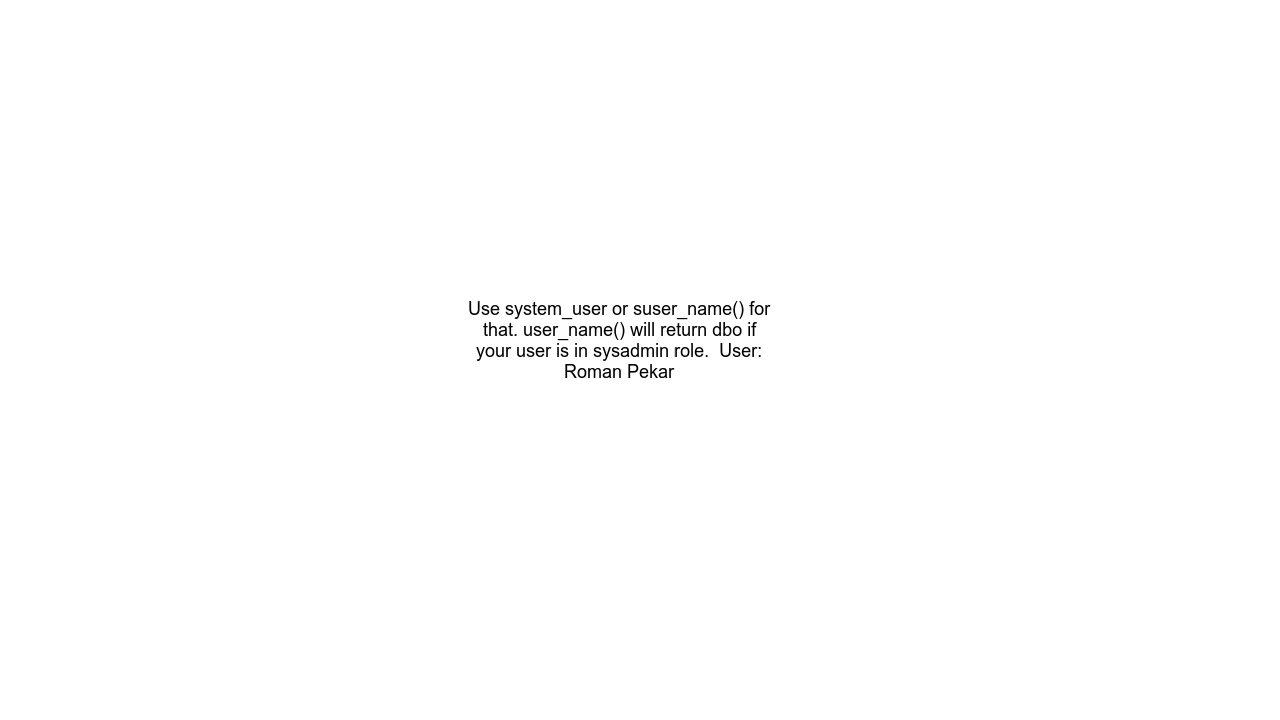 Use system_user or suser_name() for
that. user_name() will return dbo if
your user is in sysadmin role.  User:
Roman Pekar